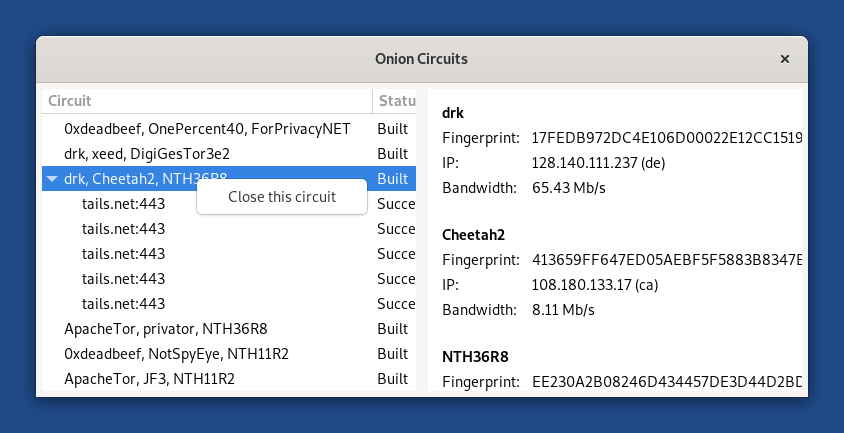 Onion Circuits
Circuit Statu
0xdeadbeef, OnePercent40, ForPrivacyNET Built
drk, xeed, DigiGesTor3e2 Built
drk, Cheetah2, NTH36R8 Built
Close this circuit
tails.net:443 Succe
tails.net:443 Succe
tails.net:443 Succe
tails.net:443 Succe
tails.net:443 Succe
ApacheTor, privator, NTH36R8 Built
0xdeadbeef, NotSpyEye, NTH11R2 Built
ApacheTor, JF3, NTH11R2 Built
drk
Fingerprint: 17FEDB972DC4E106D00022E12CC1519
IP: 128.140.111.237 (de)
Bandwidth: 65.43 Mb/s
Cheetah2
Fingerprint: 413659FF647ED05AEBF5F5883B8347E
IP: 108.180.133.17 (ca)
Bandwidth: 8.11 Mb/s
NTH36R8
Fingerprint: EE230A2B08246D434457DE3D44D2BD